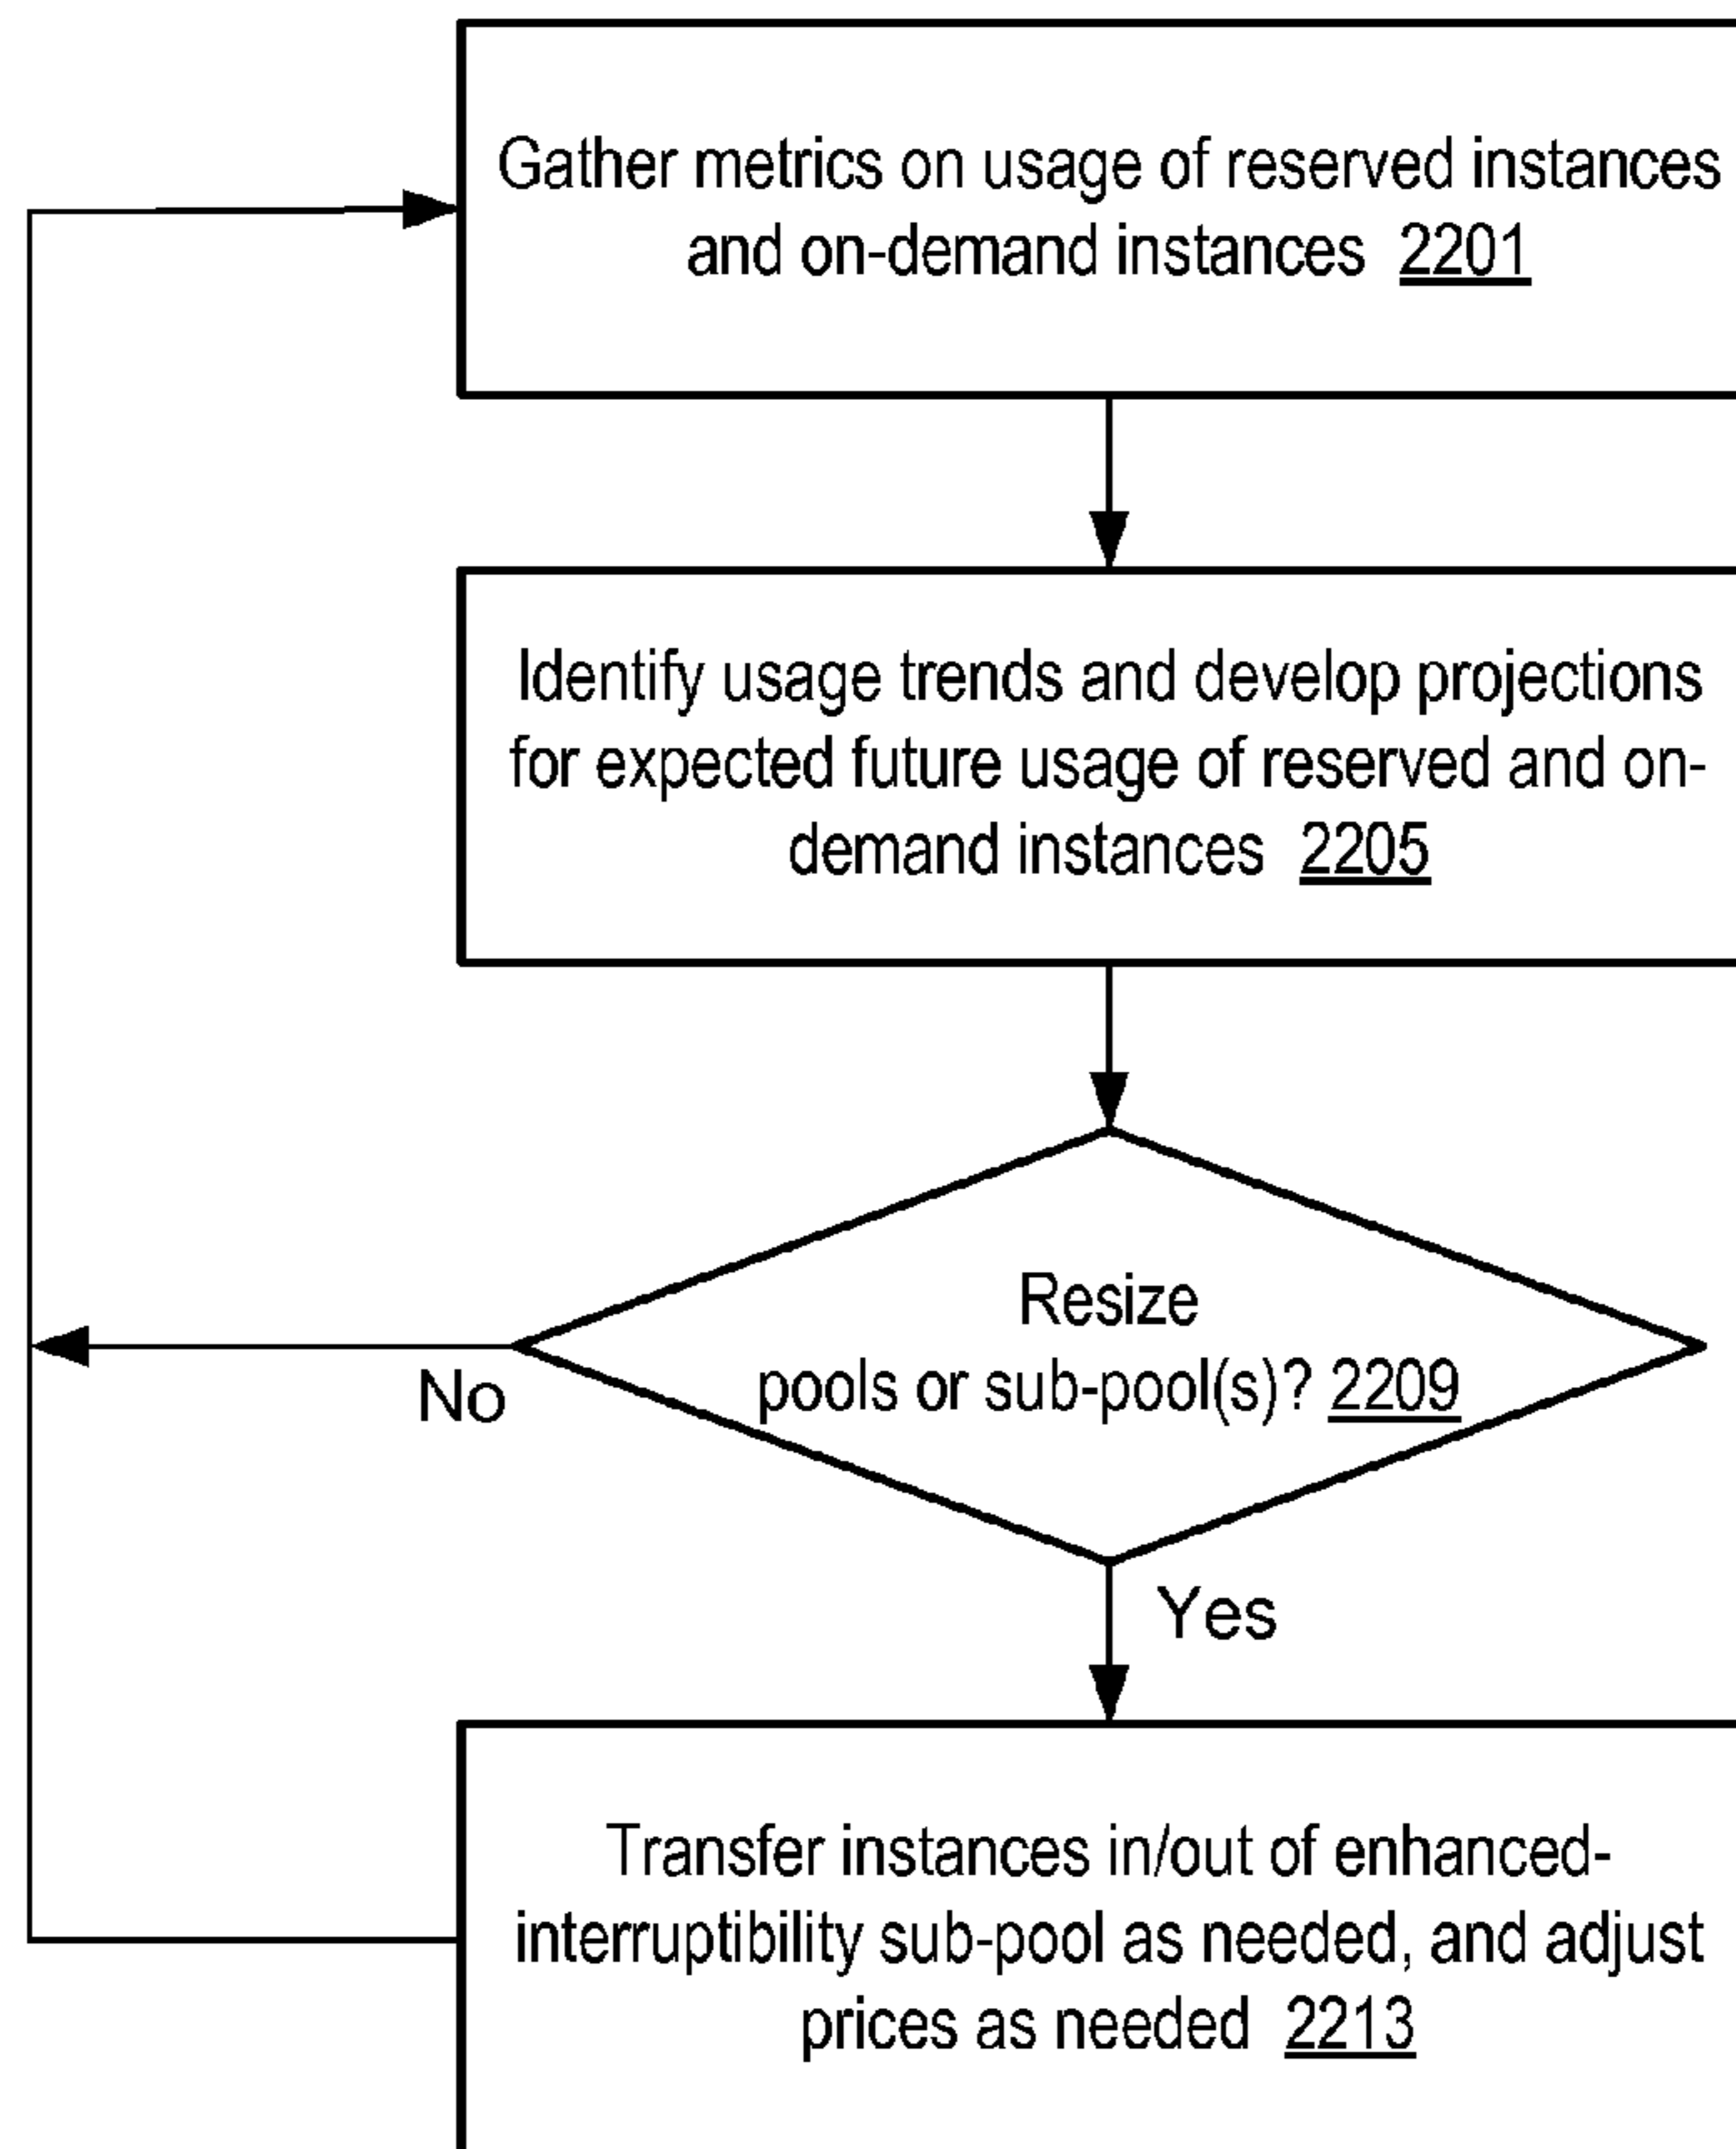 Gather metrics on usage of reserved instances
and on-demand instances 2201
Identify usage trends and develop projections
for expected future usage of reserved and on-
demand instances 2205
Resize
pools or sub-pool(s)? 2209
No
Yes
Transfer instances in/out of enhanced-
interruptibility sub-pool as needed, and adjust
prices as needed 2213